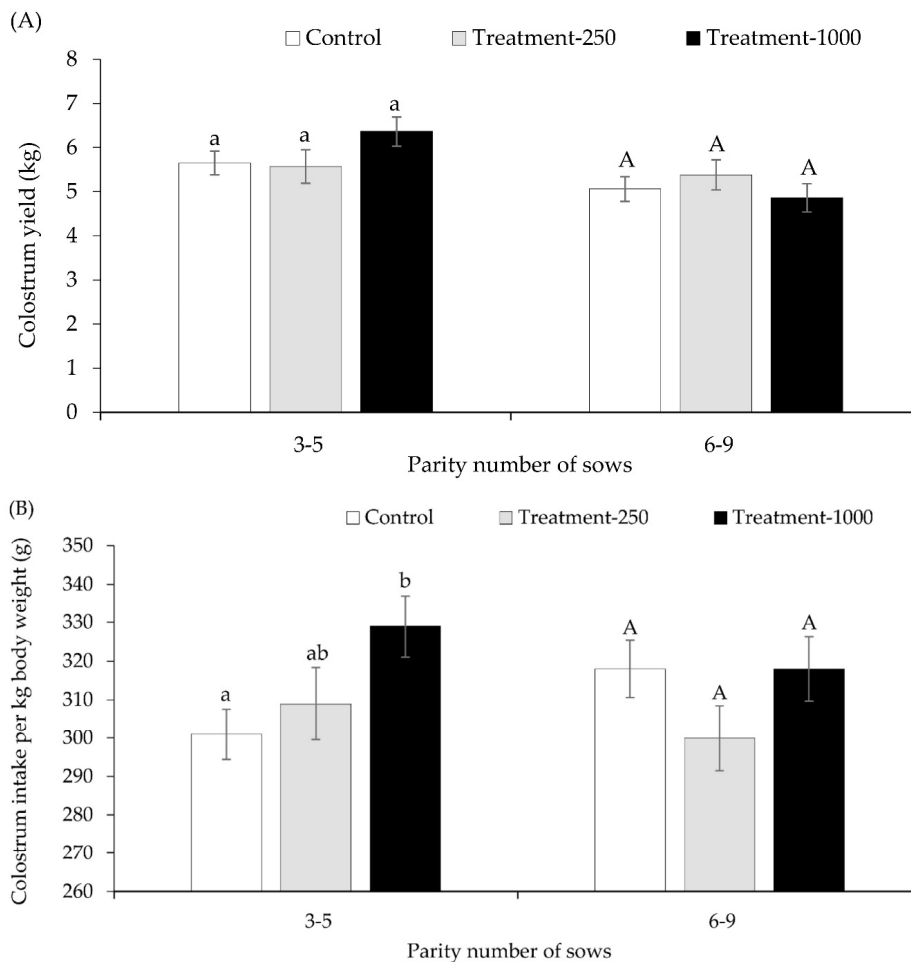 (A)
Control Treatment-250 Treatment-1000
8
7
6
5
4
3
2
1
0
Colostrum yield (kg)
a a a A A A
3-5 6-9
Parity number of sows
(B)
Control Treatment-250 Treatment-1000
350
340
330
320
310
300
290
280
270
260
Colostrum intake per kg body weight (g)
a ab b A A A
3-5 6-9
Parity number of sows